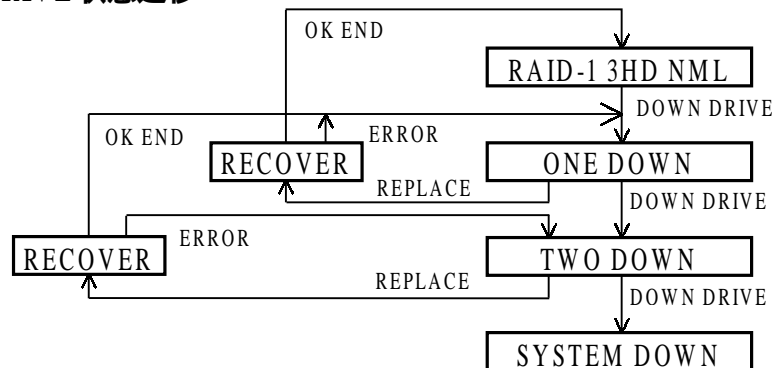 OK END
RAID-1 3HD NML
DOWN DRIVE
OK END
ERROR
RECOVER
ONE DOWN
REPLACE
DOWN DRIVE
ERROR
RECOVER
TWO DOWN
REPLACE
DOWN DRIVE
SYSTEM DOWN